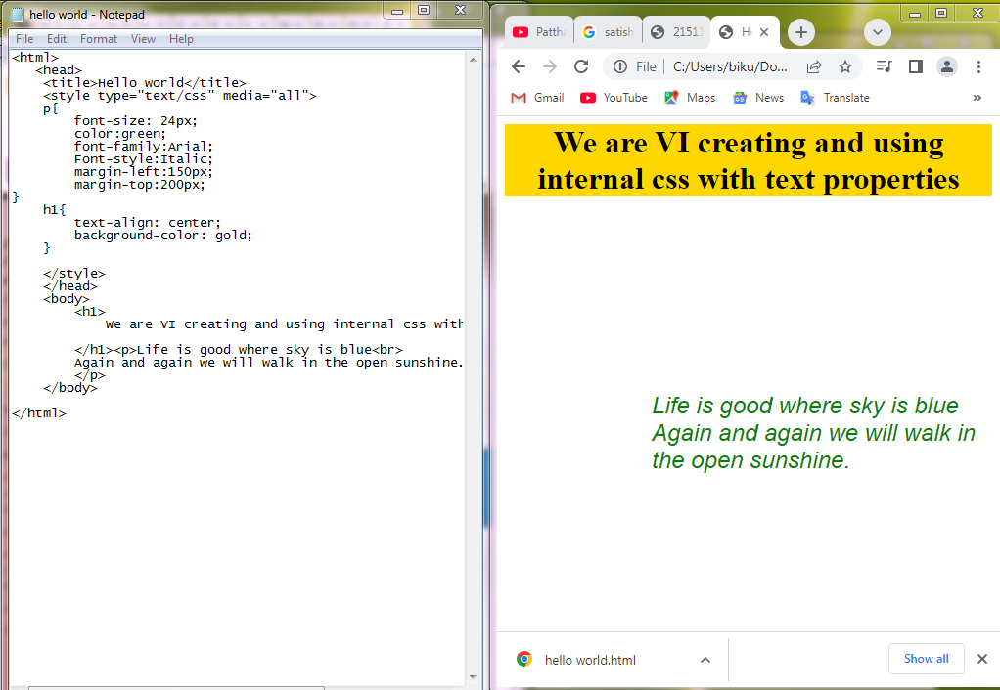 hello world - Notepad
File Edit Format View Help
<html>
<head>
<title>Hello world</title>
<style type="text/css" media="all">
p{
font-size: 24px;
color:green;
font-family:Arial;
Font-style:Italic;
margin-left:150px;
margin-top:200px;
}
h1{
text-align: center;
background-color: gold;
}
</style>
</head>
<body>
<h1>
We are VI creating and using internal css with
</h1><p>Life is good where sky is blue<br>
Again and again we will walk in the open sunshine.
</p>
</body>
</html>
Pattha satish 2151 He
File C:/Users/biku/Do...
Gmail YouTube Maps News Translate »
We are VI creating and using
internal css with text properties
Life is good where sky is blue
Again and again we will walk in
the open sunshine.
hello world.html Show all